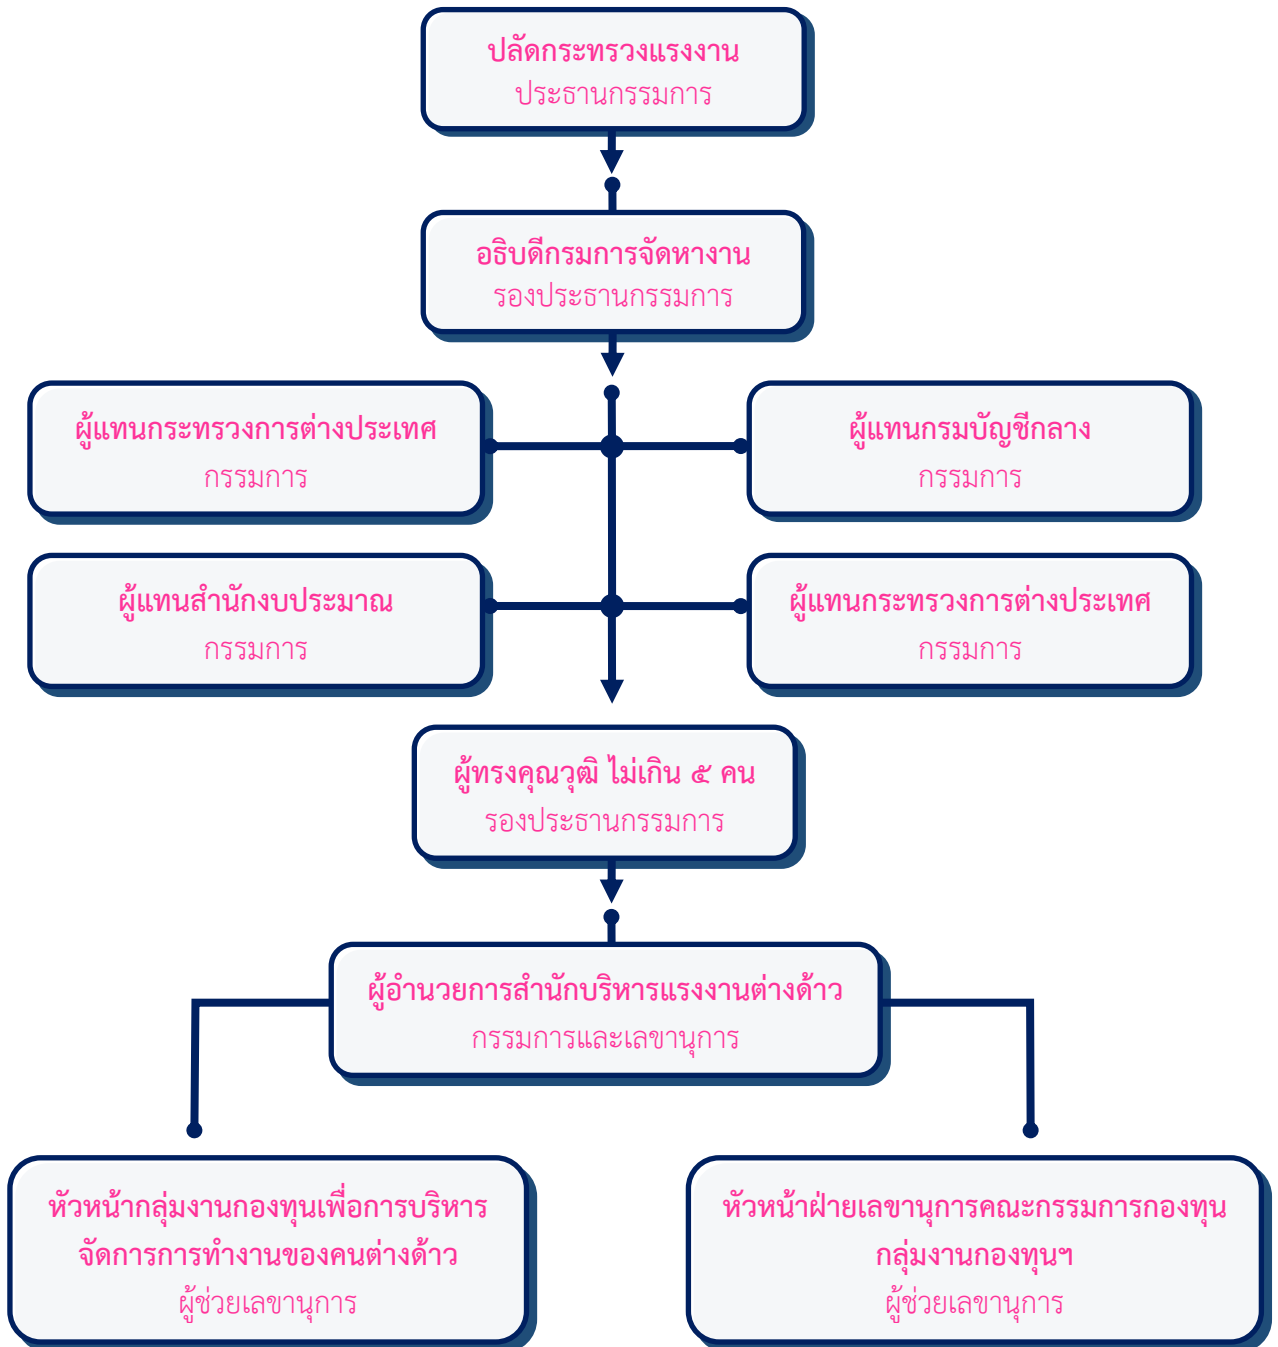 ปลัดกระทรวงแรงงาน
ประธานกรรมการ
อธิบดีกรมการจัดหางาน
รองประธานกรรมการ
ผู้แทนกระทรวงการต่างประเทศ
กรรมการ
ผู้แทนกรมบัญชีกลาง
กรรมการ
ผู้แทนสำนักงบประมาณ
กรรมการ
ผู้แทนกระทรวงการต่างประเทศ
กรรมการ
ผู้ทรงคุณวุฒิ ไม่เกิน ๕ คน
รองประธานกรรมการ
ผู้อำนวยการสำนักบริหารแรงงานต่างด้าว
กรรมการและเลขานุการ
หัวหน้ากลุ่มงานกองทุนเพื่อการบริหาร
จัดการการทำงานของคนต่างด้าว
ผู้ช่วยเลขานุการ
หัวหน้าฝ่ายเลขานุการคณะกรรมการกองทุน
กลุ่มงานกองทุนฯ
ผู้ช่วยเลขานุการ